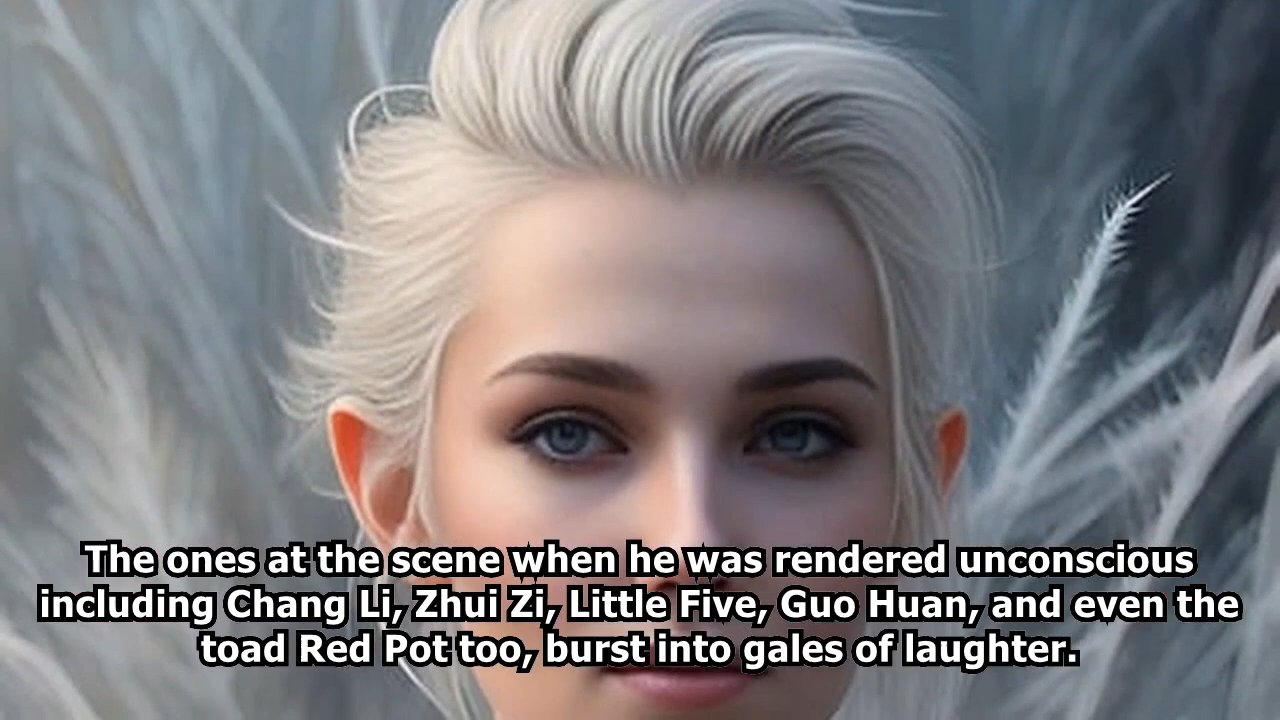 The ones at the scene when he was rendered unconscious
including Chang Li, Zhui Zi, Little Five, Guo Huan, and even the
toad Red Pot too, burst into gales of laughter.